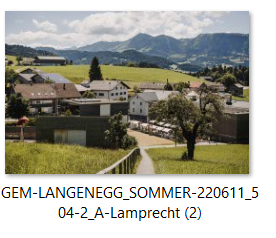 GEM-LANGENEGG_SOMMER-220611_5
04-2_A-Lamprecht (2)